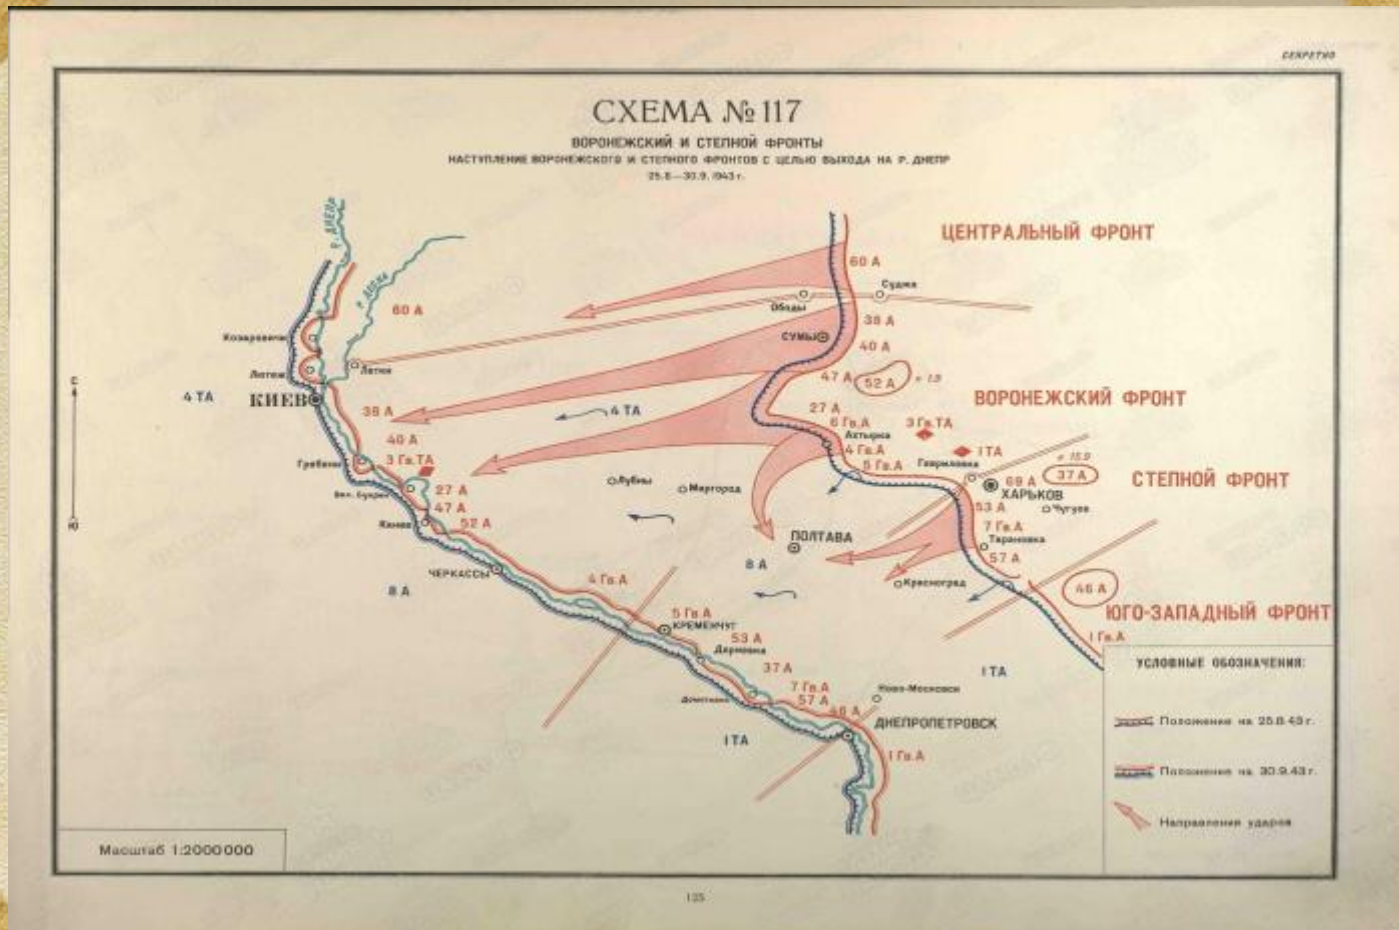 СЕКРЕТНО
СХЕМА № 117
ВОРОНЕЖСКИЙ И СТЕПНОЙ ФРОНТЫ
НАСТУПЛЕНИЕ ВОРОНЕЖСКОГО И СТЕПНОГО ФРОНТОВ С ЦЕЛЬЮ ВЫХОДА НА Р. ДНЕПР
25.8—30.9.1943 г.
р. ДНЕПР
ЦЕНТРАЛЬНЫЙ ФРОНТ
60 А
р. ДЕСНА
Суджа
Ободы
60 А
38 А
Козаровичи
СУМЫ
40 А
Лютеж
Летки
47 А
52 А
с 1.9
4 ТА
КИЕВ
ВОРОНЕЖСКИЙ ФРОНТ
38 А
4 ТА
27 А
6 Гв.А
3 Гв.ТА
Ахтырка
40 А
4 Гв.А
1 ТА
3 Гв.ТА
5 Гв.А
Гавриловка
с 15.9
Гребени
37 А
СТЕПНОЙ ФРОНТ
Лубны
Миргород
69 А
ХАРЬКОВ
Вел. Букрин
27 А
47 А
53 А
Чугуев
Канев
52 А
7 Гв.А
ПОЛТАВА
Тарановка
57 А
8 А
ЧЕРКАССЫ
4 Гв.А
Красноград
46 А
8 А
5 Гв.А
ЮГО-ЗАПАДНЫЙ ФРОНТ
КРЕМЕНЧУГ
53 А
1 Гв.А
Дериевка
37 А
1 ТА
УСЛОВНЫЕ ОБОЗНАЧЕНИЯ:
7 Гв.А
Ново-Московск
57 А
46 А
Положение на 25.8.43 г.
ДНЕПРОПЕТРОВСК
1 ТА
1 Гв.А
Положение на 30.9.43 г.
Направления ударов
Масштаб 1:2000000
125
С
Ю